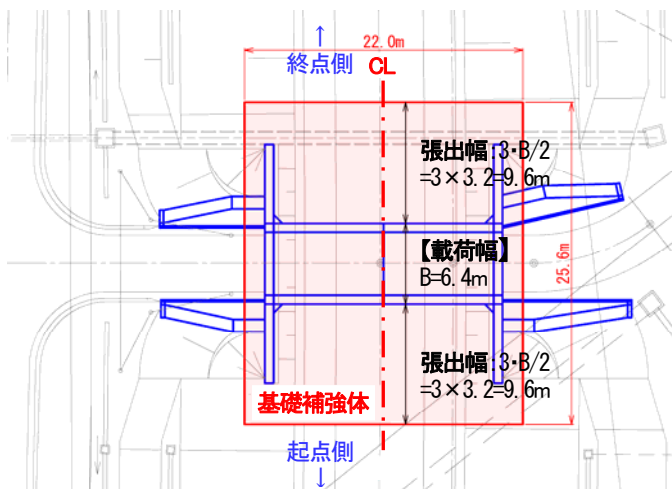 ↑
22.0m
終点側
CL
張出幅:3・B/2
=3×3.2=9.6m
【載荷幅】
B=6.4m
25.6m
張出幅:3・B/2
=3×3.2=9.6m
基礎補強体
起点側
↓